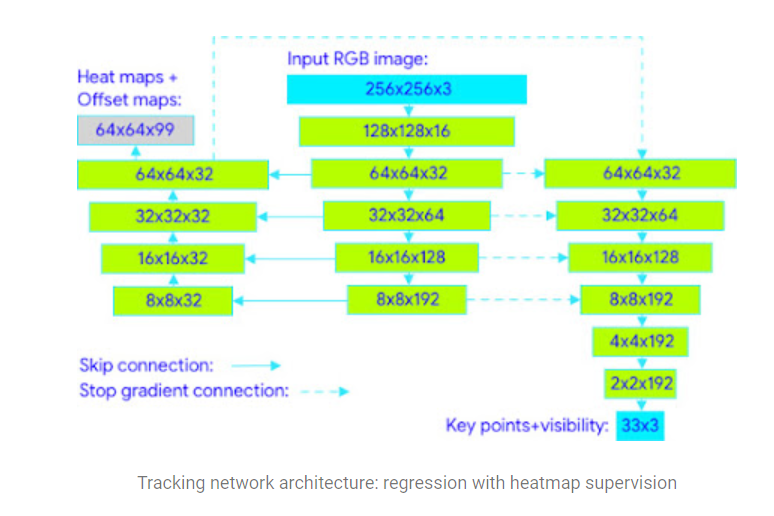 Input RGB image:
Heat maps +
Offset maps:
256x256x3
64x64x99
128x128x16
64x64x32
64x64x32
64x64x32
32x32x32
32x32x64
32x32x64
16x16x32
16x16x128
16x16x128
8x8x32
8x8x192
8x8x192
4x4x192
Skip connection:
2x2x192
Stop gradient connection:
Key points+visibility:
33x3
Tracking network architecture: regression with heatmap supervision